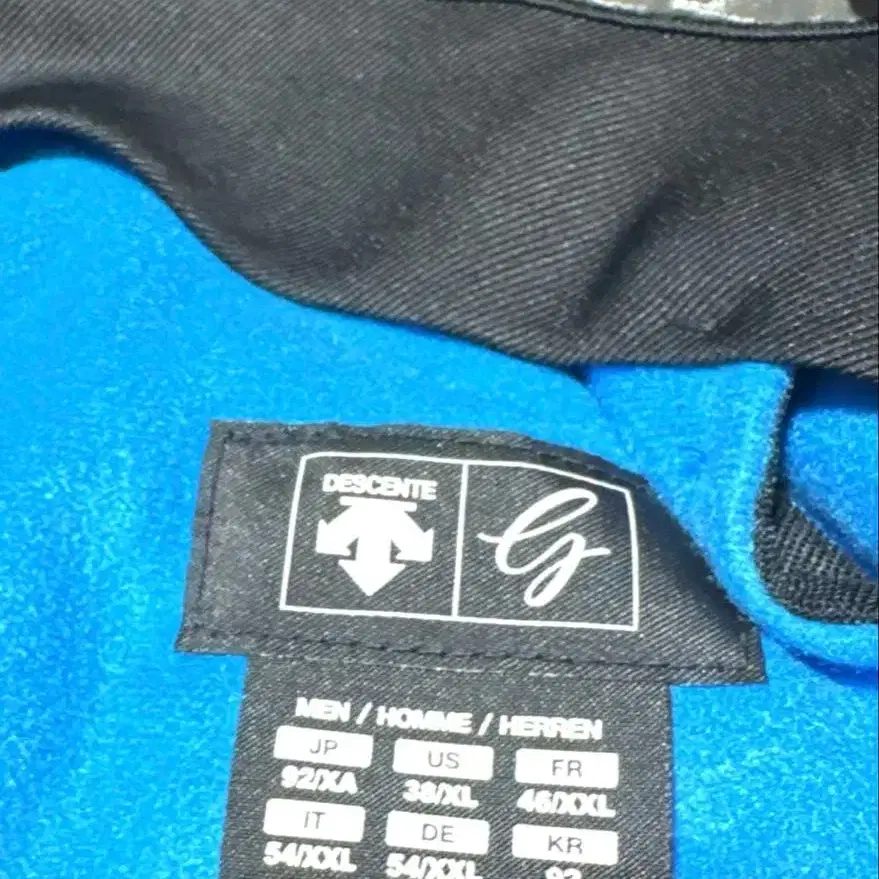 DESCENTE
G
MEN / HOMME / HERREN
JP US FR
92/XA 38/XL 46/XXL
IT DE KR
54/XXL 54/XXL